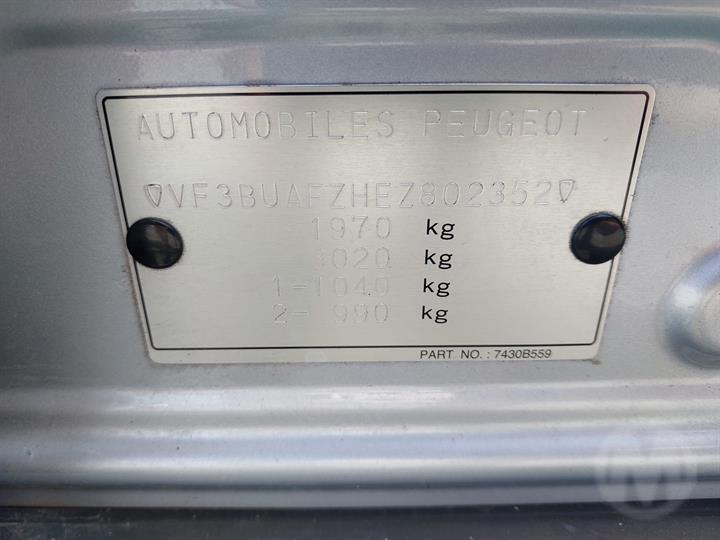 AUTOMOBILES PEUGEOT
VF3BUAFZHEZ802352
1970 kg
3020 kg
1-1040 kg
2- 990 kg
PART NO. : 7430B559
M